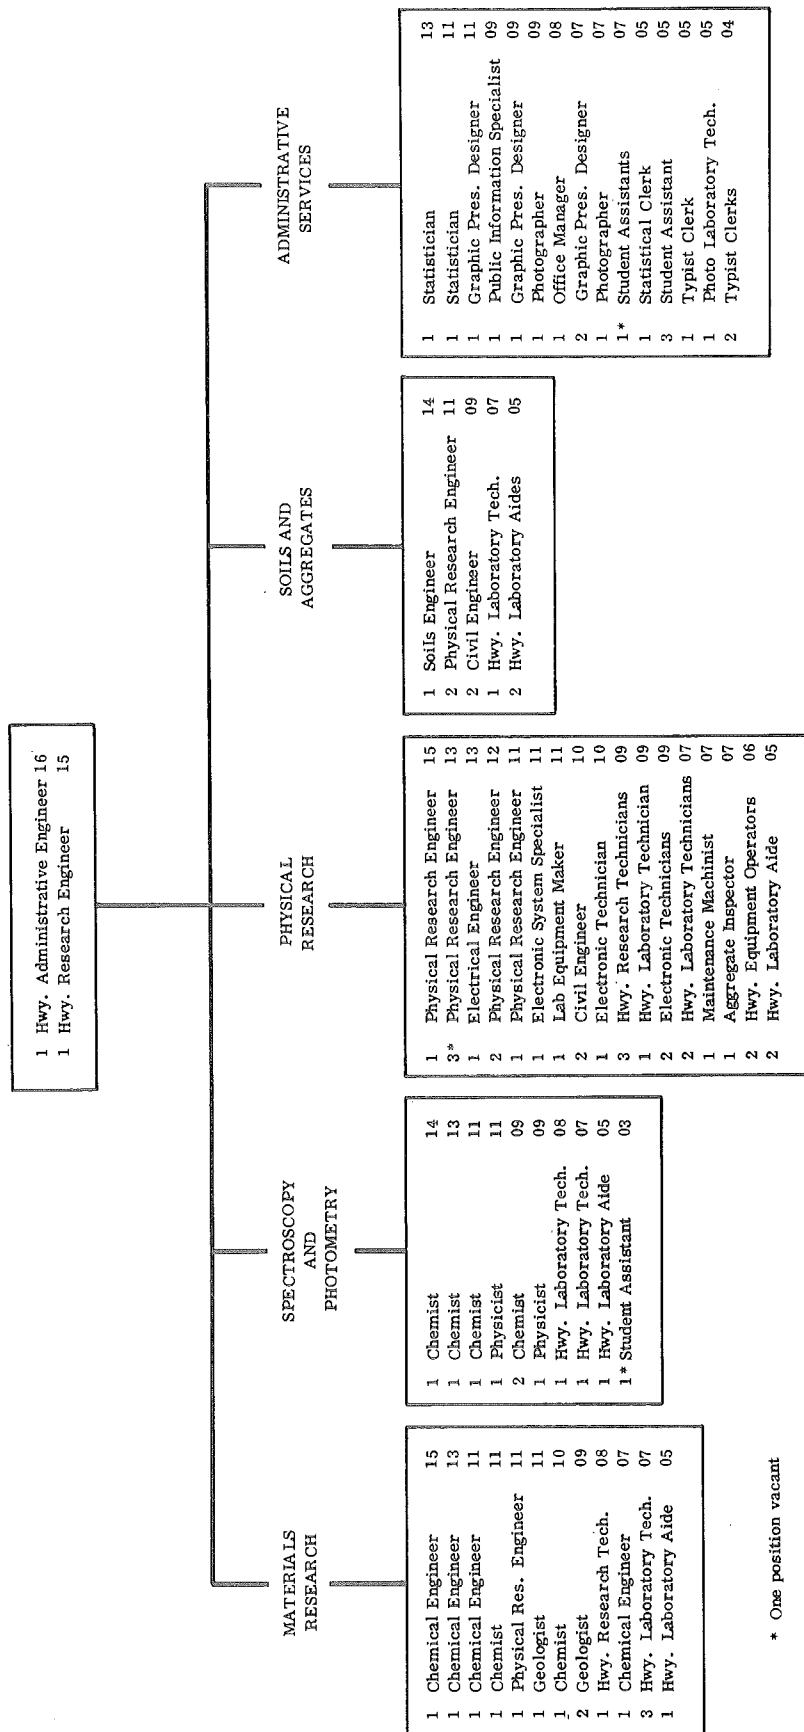 1 Hwy. Administrative Engineer 16
1 Hwy. Research Engineer 15
MATERIALS
RESEARCH
1 Chemical Engineer 15
1 Chemical Engineer 13
1 Chemical Engineer 11
1 Chemist 11
1 Physical Res. Engineer 11
1 Geologist 11
1 Chemist 10
2 Geologist 09
1 Hwy. Research Tech. 08
1 Chemical Engineer 07
3 Hwy. Laboratory Tech. 07
1 Hwy. Laboratory Aide 05
SPECTROSCOPY
AND
PHOTOMETRY
1 Chemist 14
1 Chemist 13
1 Chemist 11
1 Physicist 11
2 Chemist 09
1 Physicist 09
1 Hwy. Laboratory Tech. 08
1 Hwy. Laboratory Tech. 07
1 Hwy. Laboratory Aide 05
1* Student Assistant 03
PHYSICAL
RESEARCH
1 Physical Research Engineer 15
3* Physical Research Engineer 13
1 Electrical Engineer 13
2 Physical Research Engineer 12
1 Physical Research Engineer 11
1 Electronic System Specialist 11
1 Lab Equipment Maker 11
2 Civil Engineer 10
1 Electronic Technician 10
3 Hwy. Research Technicians 09
1 Hwy. Laboratory Technician 09
2 Electronic Technicians 09
2 Hwy. Laboratory Technicians 07
1 Maintenance Machinist 07
1 Aggregate Inspector 07
2 Hwy. Equipment Operators 06
2 Hwy. Laboratory Aide 05
SOILS AND
AGGREGATES
1 Soils Engineer 14
2 Physical Research Engineer 11
2 Civil Engineer 09
1 Hwy. Laboratory Tech. 07
2 Hwy. Laboratory Aides 05
ADMINISTRATIVE
SERVICES
1 Statistician 13
1 Statistician 11
1 Graphic Pres. Designer 11
1 Public Information Specialist 09
1 Graphic Pres. Designer 09
1 Photographer 09
1 Office Manager 08
2 Graphic Pres. Designer 07
1 Photographer 07
1* Student Assistants 07
1 Statistical Clerk 05
3 Student Assistant 05
1 Typist Clerk 05
1 Photo Laboratory Tech. 05
2 Typist Clerks 04
* One position vacant